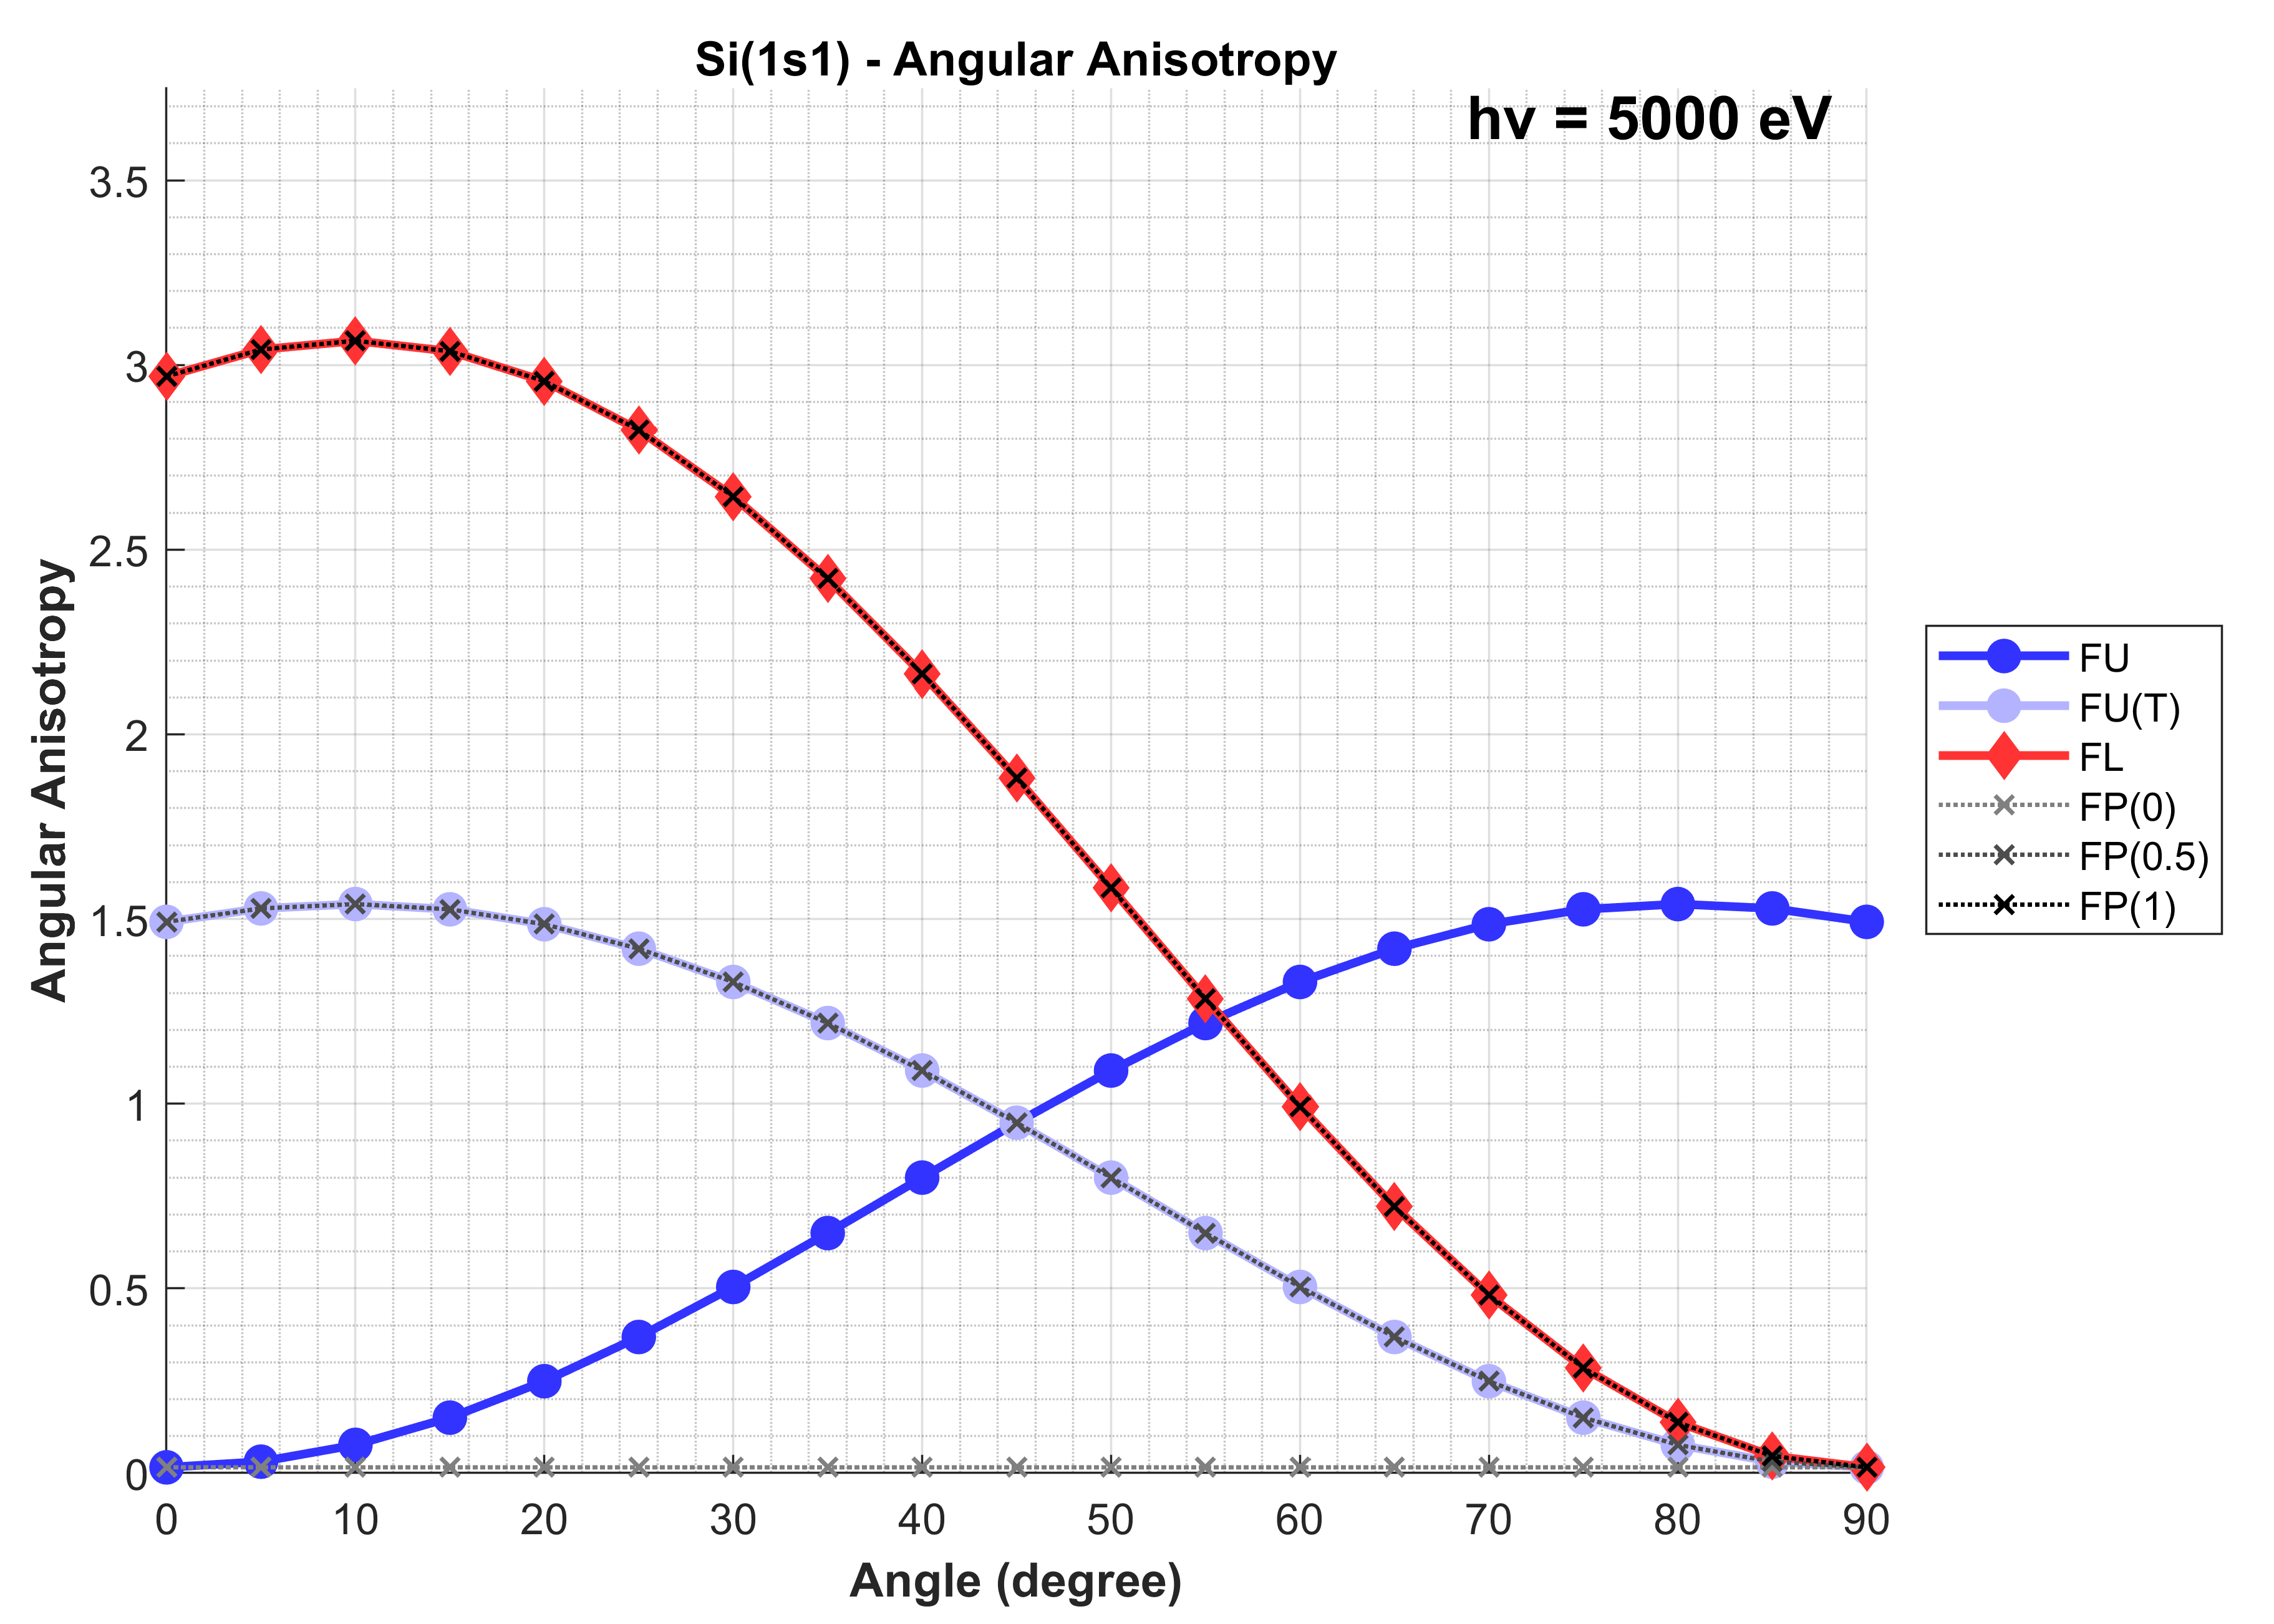 Si(1s1) - Angular Anisotropy
hν = 5000 eV
3.5
3
2.5
2
1.5
1
0.5
0
Angular Anisotropy
0 10 20 30 40 50 60 70 80 90
Angle (degree)
FU
FU(T)
FL
FP(0)
FP(0.5)
FP(1)